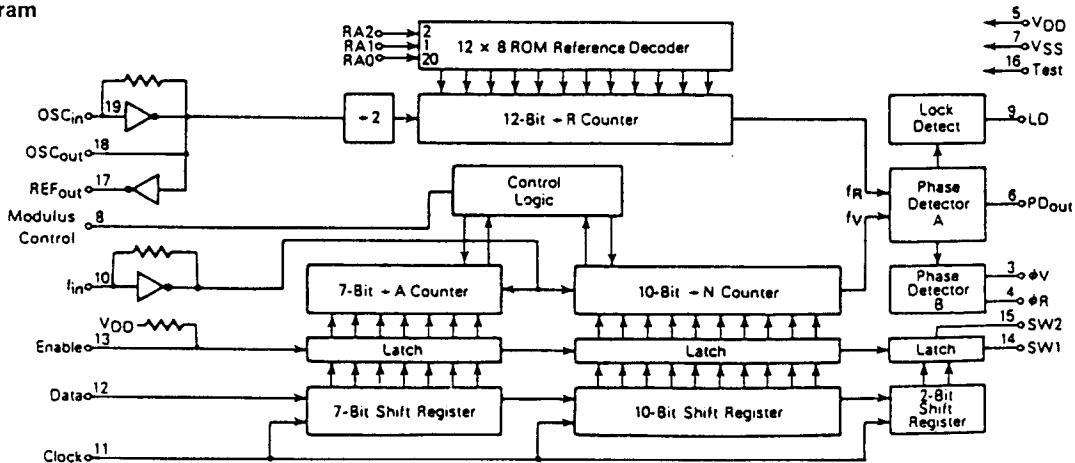 ram
RA2 2
RA1 1
RA0 20
12 × 8 ROM Reference Decoder
5 VDD
7 VSS
16 Test
OSCin 19
÷ 2
12-Bit ÷ R Counter
Lock Detect
9 LD
OSCout 18
REFout 17
Control Logic
fR
fV
Phase Detector A
6 PDout
Modulus Control 8
fin 10
7-Bit ÷ A Counter
10-Bit ÷ N Counter
Phase Detector B
3 ϕV
4 ϕR
VDD
Enable 13
Latch
Latch
Latch
15 SW2
14 SW1
Data 12
7-Bit Shift Register
10-Bit Shift Register
2-Bit Shift Register
Clock 11